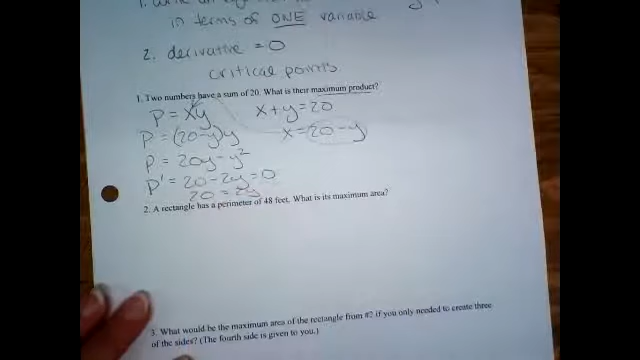 in terms of ONE variable
2. derivative = 0
critical points
1. Two numbers have a sum of 20. What is their maximum product?
P = xy x + y = 20
P = (20-y)y x = 20 - y
P = 20y - y²
P' = 20 - 2y = 0
20 = 2y
2. A rectangle has a perimeter of 48 feet. What is its maximum area?
3. What would be the maximum area of the rectangle from #2 if you only needed to create three
of the sides? (The fourth side is given to you.)